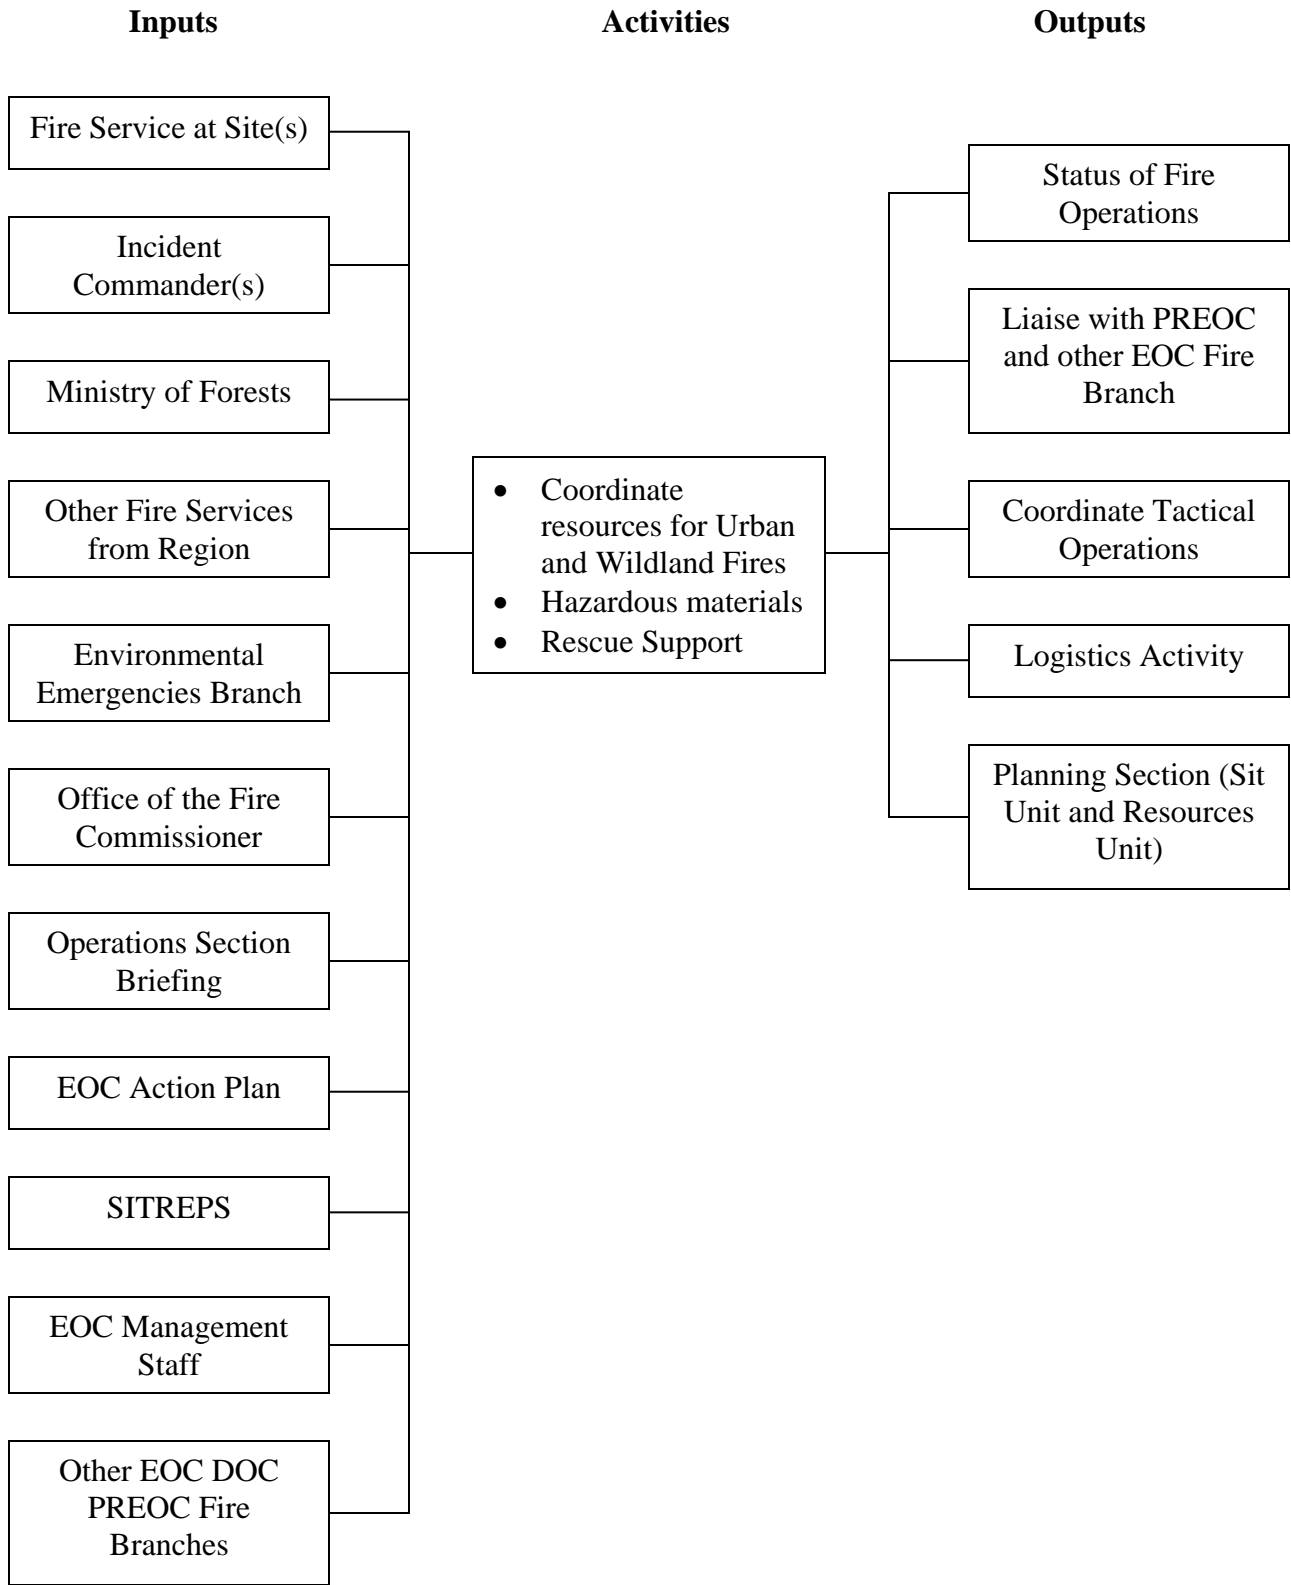 Inputs
Activities
Outputs
Fire Service at Site(s)
Incident
Commander(s)
Ministry of Forests
Other Fire Services
from Region
Environmental
Emergencies Branch
Office of the Fire
Commissioner
Operations Section
Briefing
EOC Action Plan
SITREPS
EOC Management
Staff
Other EOC DOC
PREOC Fire
Branches
• Coordinate
resources for Urban
and Wildland Fires
• Hazardous materials
• Rescue Support
Status of Fire
Operations
Liaise with PREOC
and other EOC Fire
Branch
Coordinate Tactical
Operations
Logistics Activity
Planning Section (Sit
Unit and Resources
Unit)